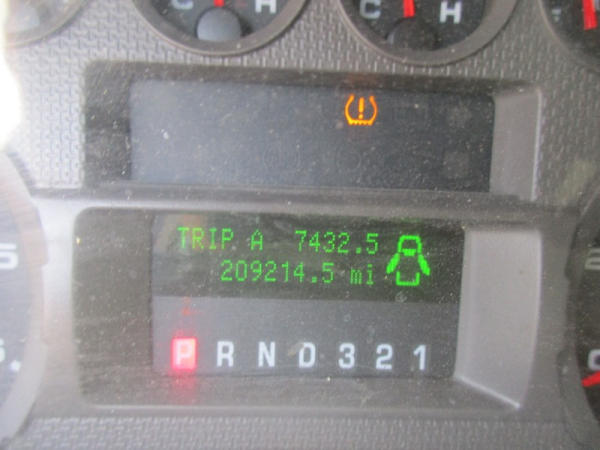 C H C H
TRIP A 7432.5
209214.5 mi
P R N D 3 2 1